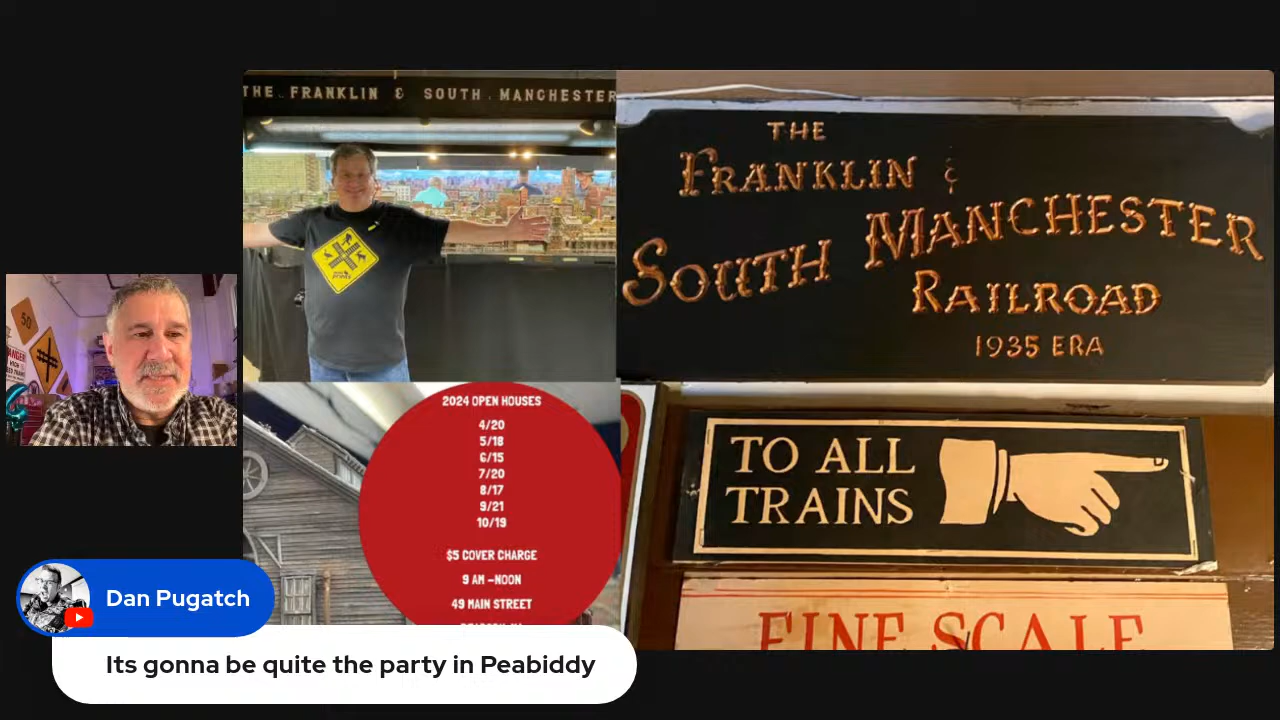 THE FRANKLIN & SOUTH MANCHESTER
THE
FRANKLIN &
SOUTH MANCHESTER
RAILROAD
1935 ERA
50
DANGER
2024 OPEN HOUSES
4/20
5/18
6/15
7/20
8/17
9/21
10/19
$5 COVER CHARGE
9 AM –NOON
49 MAIN STREET
TO ALL
TRAINS
FINE SCALE
Dan Pugatch
Its gonna be quite the party in Peabiddy